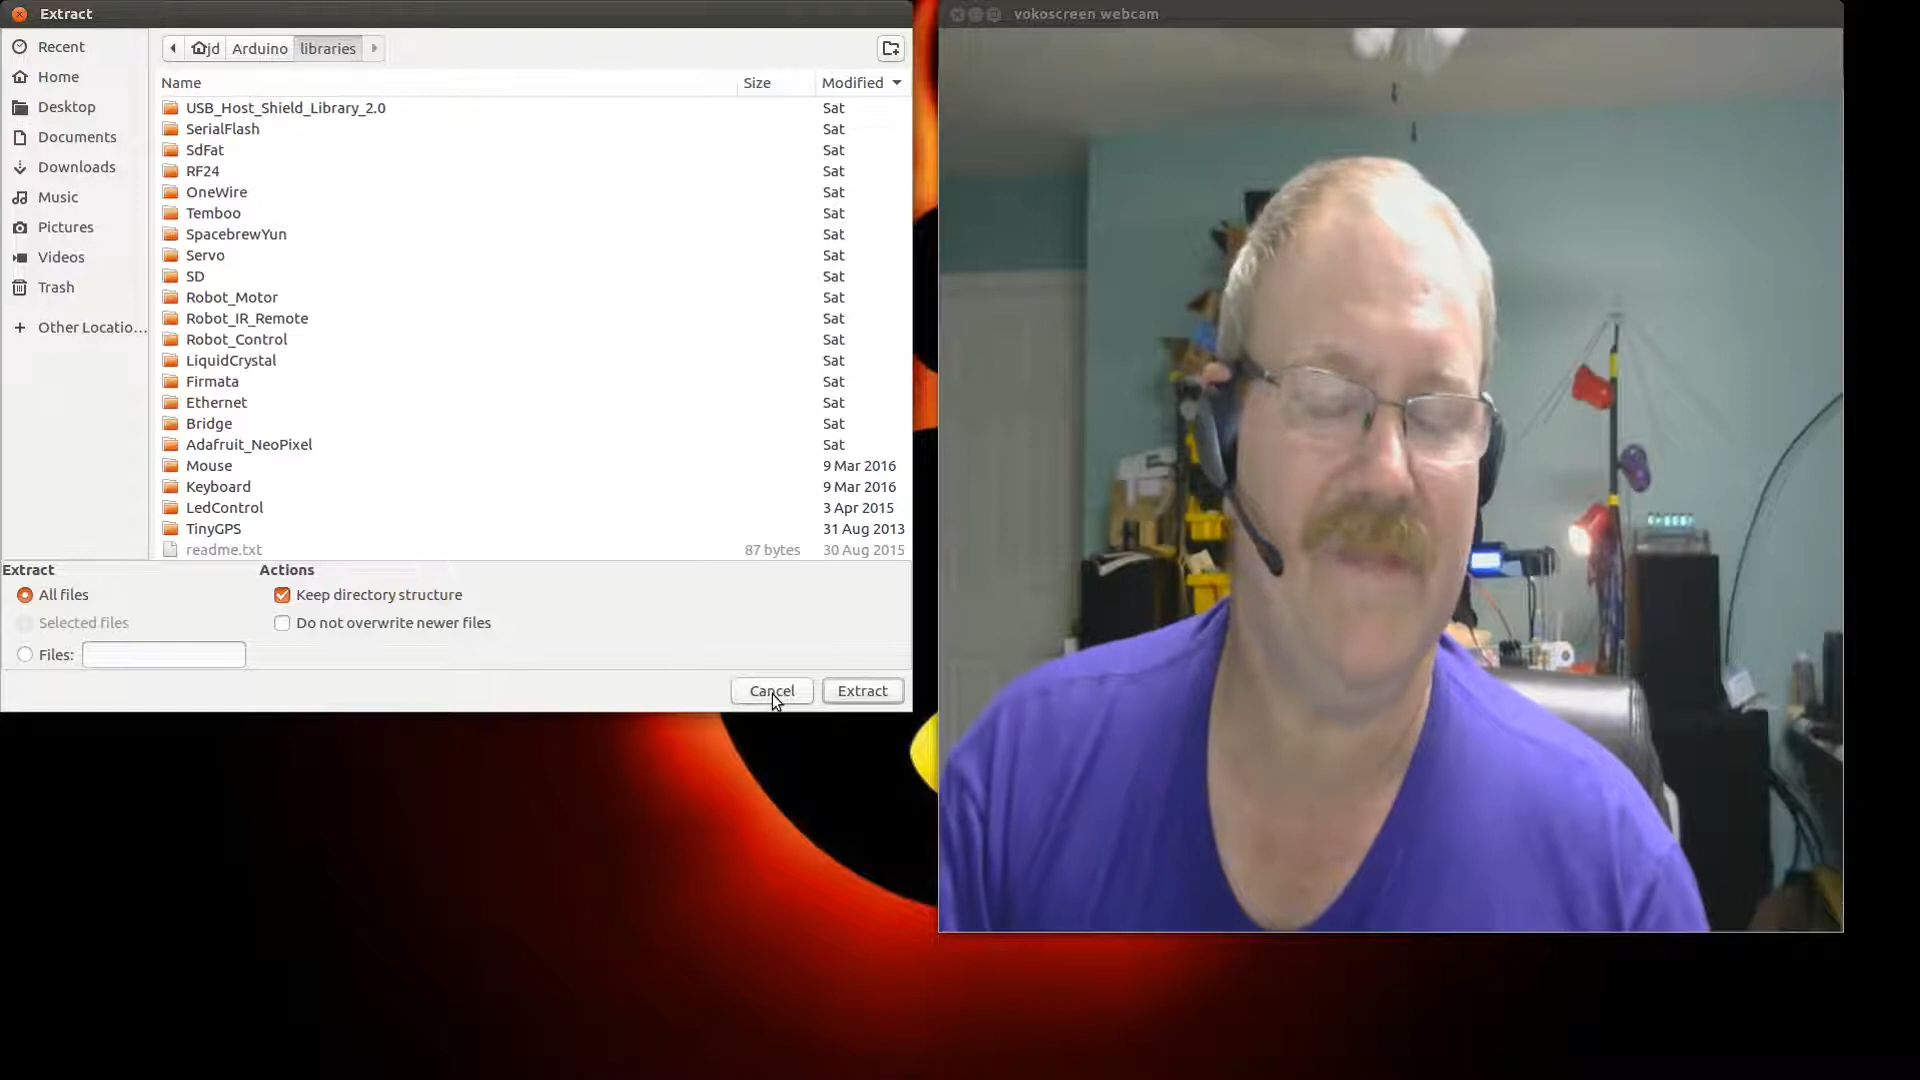 Extract
vokoscreen webcam
Recent
Home
Desktop
Documents
Downloads
Music
Pictures
Videos
Trash
Other Locatio...
jd Arduino libraries
Name Size Modified
USB_Host_Shield_Library_2.0 Sat
SerialFlash Sat
SdFat Sat
RF24 Sat
OneWire Sat
Temboo Sat
SpacebrewYun Sat
Servo Sat
SD Sat
Robot_Motor Sat
Robot_IR_Remote Sat
Robot_Control Sat
LiquidCrystal Sat
Firmata Sat
Ethernet Sat
Bridge Sat
Adafruit_NeoPixel Sat
Mouse 9 Mar 2016
Keyboard 9 Mar 2016
LedControl 3 Apr 2015
TinyGPS 31 Aug 2013
readme.txt 87 bytes 30 Aug 2015
Extract
All files
Selected files
Files:
Actions
Keep directory structure
Do not overwrite newer files
Cancel Extract